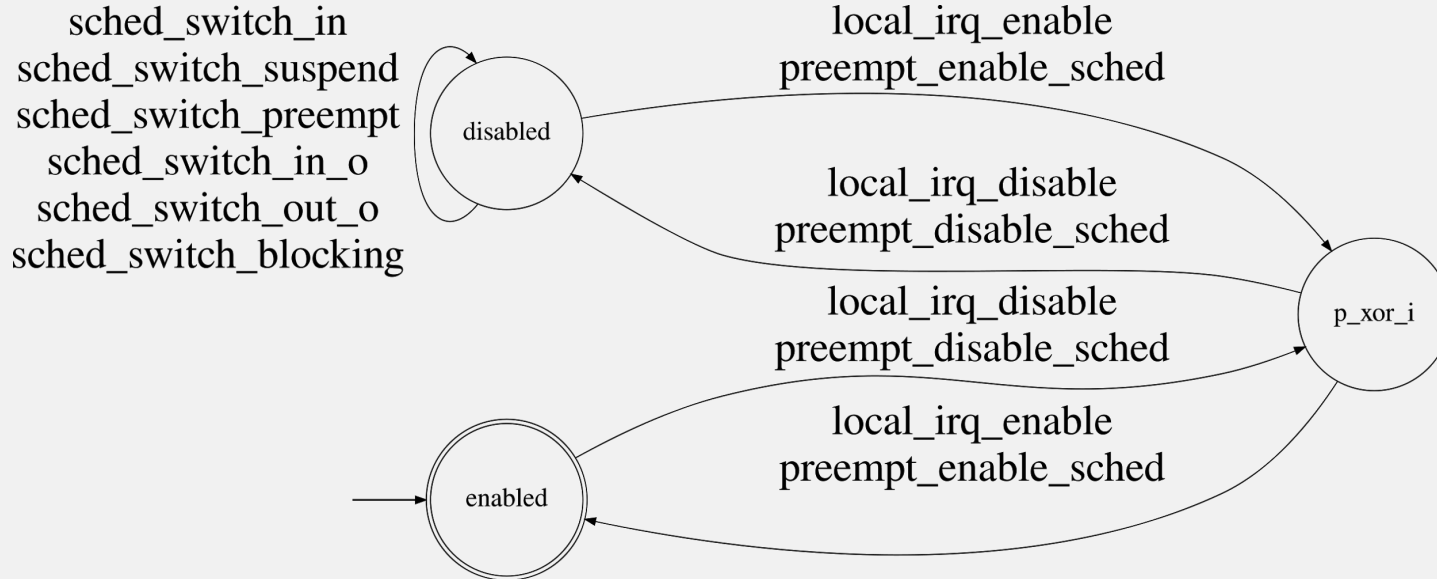 sched_switch_in
sched_switch_suspend
sched_switch_preempt
sched_switch_in_o
sched_switch_out_o
sched_switch_blocking
disabled
local_irq_enable
preempt_enable_sched
local_irq_disable
preempt_disable_sched
p_xor_i
local_irq_disable
preempt_disable_sched
local_irq_enable
preempt_enable_sched
enabled